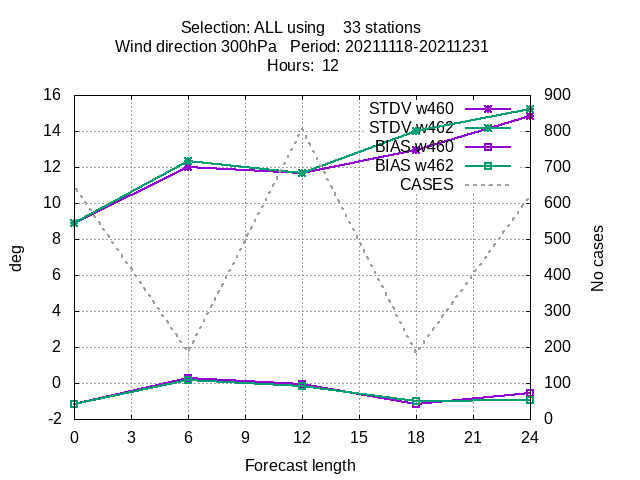 Selection: ALL using    33 stations
Wind direction 300hPa   Period: 20211118-20211231
Hours:  12
16 900
14 800
12 700
10 600
8 500
6 400
4 300
2 200
0 100
-2 0
STDV w460
STDV w462
BIAS w460
BIAS w462
CASES
deg
No cases
0 3 6 9 12 15 18 21 24
Forecast length